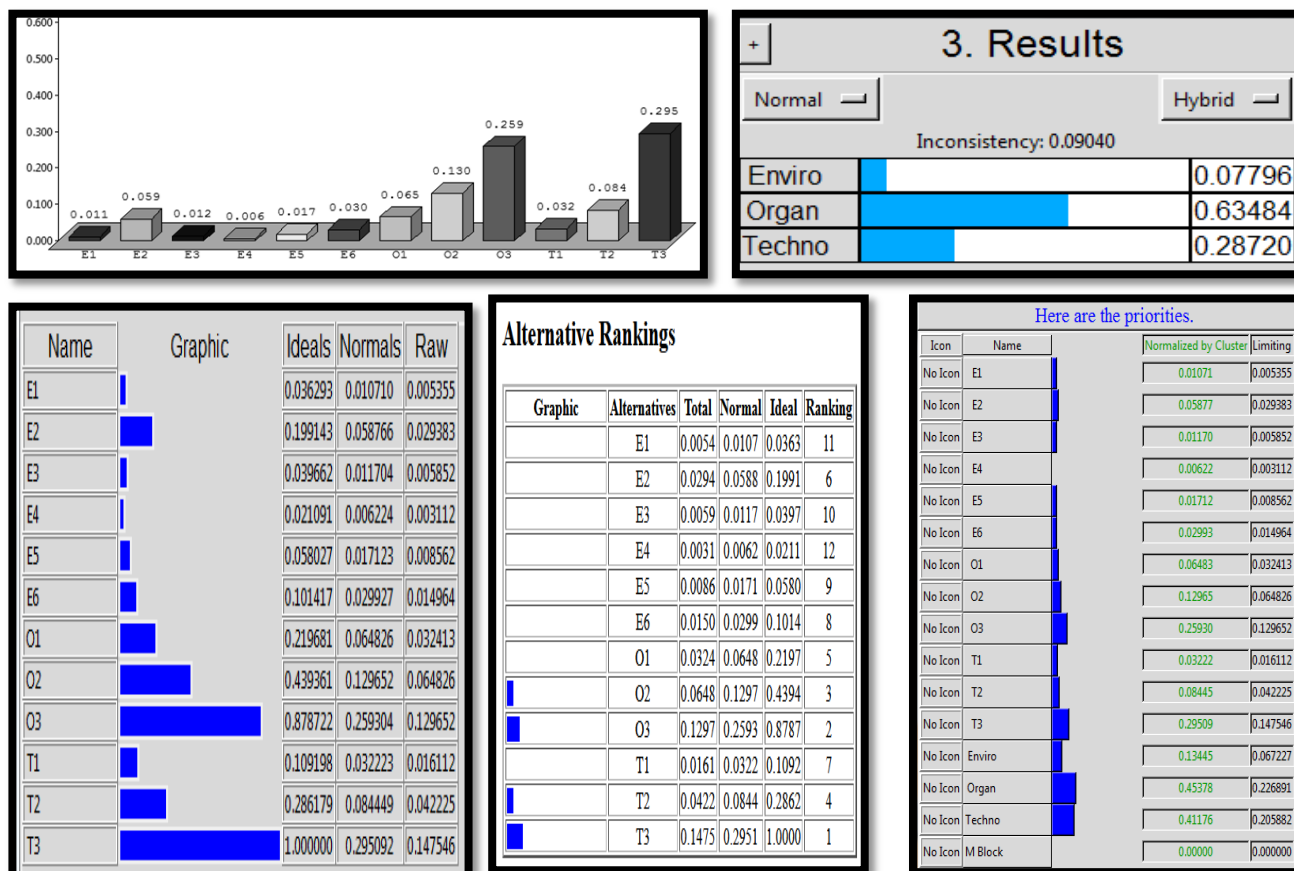 0.600
0.500
0.400
0.300
0.200
0.100
0.000
0.011 0.059 0.012 0.006 0.017 0.030 0.065 0.130 0.259 0.032 0.084 0.295
E1 E2 E3 E4 E5 E6 O1 O2 O3 T1 T2 T3
+ 3. Results
Normal Hybrid
Inconsistency: 0.09040
Enviro 0.07796
Organ 0.63484
Techno 0.28720
Name Graphic Ideals Normals Raw
E1 0.036293 0.010710 0.005355
E2 0.199143 0.058766 0.029383
E3 0.039662 0.011704 0.005852
E4 0.021091 0.006224 0.003112
E5 0.058027 0.017123 0.008562
E6 0.101417 0.029927 0.014964
O1 0.219681 0.064826 0.032413
O2 0.439361 0.129652 0.064826
O3 0.878722 0.259304 0.129652
T1 0.109198 0.032223 0.016112
T2 0.286179 0.084449 0.042225
T3 1.000000 0.295092 0.147546
Alternative Rankings
Graphic Alternatives Total Normal Ideal Ranking
E1 0.0054 0.0107 0.0363 11
E2 0.0294 0.0588 0.1991 6
E3 0.0059 0.0117 0.0397 10
E4 0.0031 0.0062 0.0211 12
E5 0.0086 0.0171 0.0580 9
E6 0.0150 0.0299 0.1014 8
O1 0.0324 0.0648 0.2197 5
O2 0.0648 0.1297 0.4394 3
O3 0.1297 0.2593 0.8787 2
T1 0.0161 0.0322 0.1092 7
T2 0.0422 0.0844 0.2862 4
T3 0.1475 0.2951 1.0000 1
Here are the priorities.
Icon Name Normalized by Cluster Limiting
No Icon E1 0.01071 0.005355
No Icon E2 0.05877 0.029383
No Icon E3 0.01170 0.005852
No Icon E4 0.00622 0.003112
No Icon E5 0.01712 0.008562
No Icon E6 0.02993 0.014964
No Icon O1 0.06483 0.032413
No Icon O2 0.12965 0.064826
No Icon O3 0.25930 0.129652
No Icon T1 0.03222 0.016112
No Icon T2 0.08445 0.042225
No Icon T3 0.29509 0.147546
No Icon Enviro 0.13445 0.067227
No Icon Organ 0.45378 0.226891
No Icon Techno 0.41176 0.205882
No Icon M Block 0.00000 0.000000